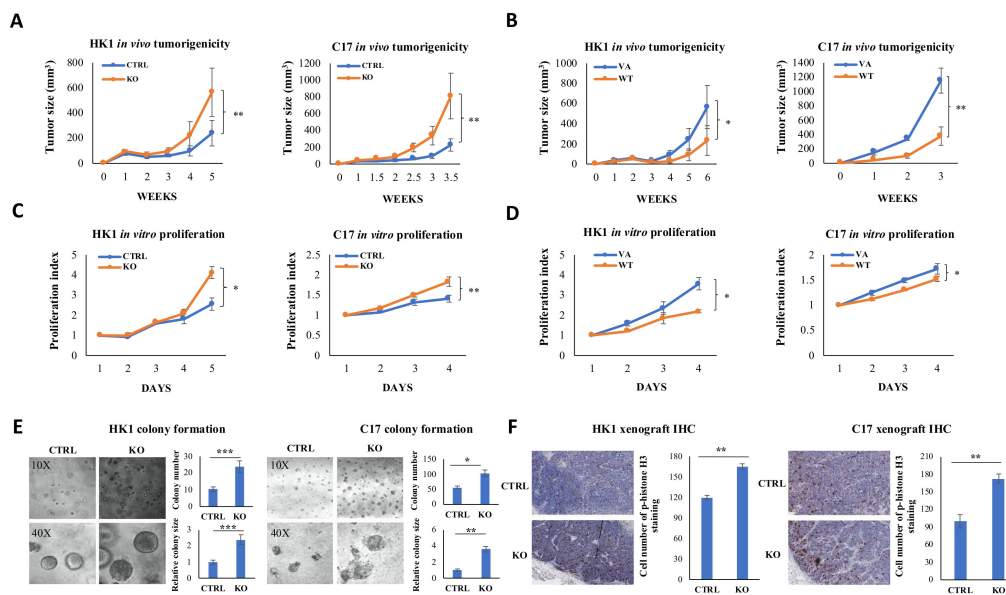 A
HK1 in vivo tumorigenicity
CTRL
KO
Tumor size (mm³)
800
600
400
200
0
0 1 2 3 4 5
WEEKS
**
C17 in vivo tumorigenicity
CTRL
KO
Tumor size (mm³)
1200
1000
800
600
400
200
0
0 1 1.5 2 2.5 3 3.5
WEEKS
**
B
HK1 in vivo tumorigenicity
VA
WT
Tumor size (mm³)
1000
800
600
400
200
0
0 1 2 3 4 5 6
WEEKS
*
C17 in vivo tumorigenicity
VA
WT
Tumor size (mm³)
1400
1200
1000
800
600
400
200
0
0 1 2 3
WEEKS
**
C
HK1 in vitro proliferation
CTRL
KO
Proliferation index
5
4
3
2
1
0
1 2 3 4 5
DAYS
*
C17 in vitro proliferation
CTRL
KO
Proliferation index
2.5
2
1.5
1
0.5
1 2 3 4
DAYS
**
D
HK1 in vitro proliferation
VA
WT
Proliferation index
5
4
3
2
1
0
1 2 3 4
DAYS
*
C17 in vitro proliferation
VA
WT
Proliferation index
2
1.5
1
0.5
0
1 2 3 4
DAYS
*
E
HK1 colony formation
CTRL KO
10X
40X
Colony number
40
30
20
10
0
***
CTRL KO
Relative colony size
3
2
1
0
***
CTRL KO
C17 colony formation
CTRL KO
10X
40X
Colony number
150
100
50
0
*
CTRL KO
Relative colony size
6
4
2
0
**
CTRL KO
F
HK1 xenograft IHC
CTRL
KO
Cell number of p-histone H3
staining
180
150
120
90
60
30
0
**
CTRL KO
C17 xenograft IHC
CTRL
KO
Cell number of p-histone H3
staining
210
180
150
120
90
60
30
0
**
CTRL KO